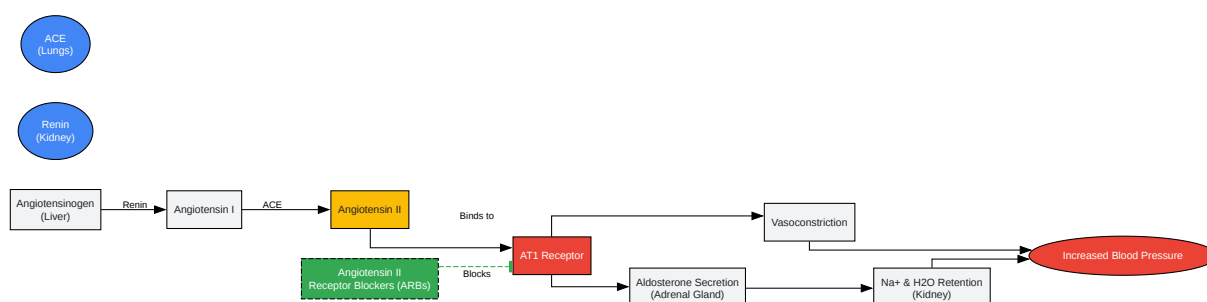 ACE
(Lungs)
Renin
(Kidney)
Angiotensinogen
(Liver)
Renin
Angiotensin I
ACE
Angiotensin II
Binds to
Vasoconstriction
AT1 Receptor
Increased Blood Pressure
Angiotensin II
Receptor Blockers (ARBs)
Blocks
Aldosterone Secretion
(Adrenal Gland)
Na+ & H2O Retention
(Kidney)